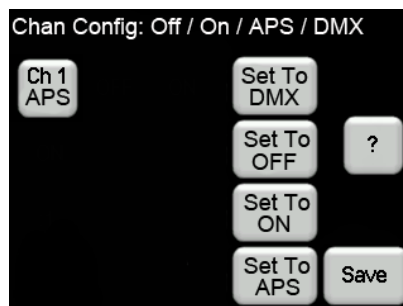 Chan Config: Off / On / APS / DMX
Ch 1
APS
Set To
DMX
Set To
OFF
?
Set To
ON
Set To
APS
Save